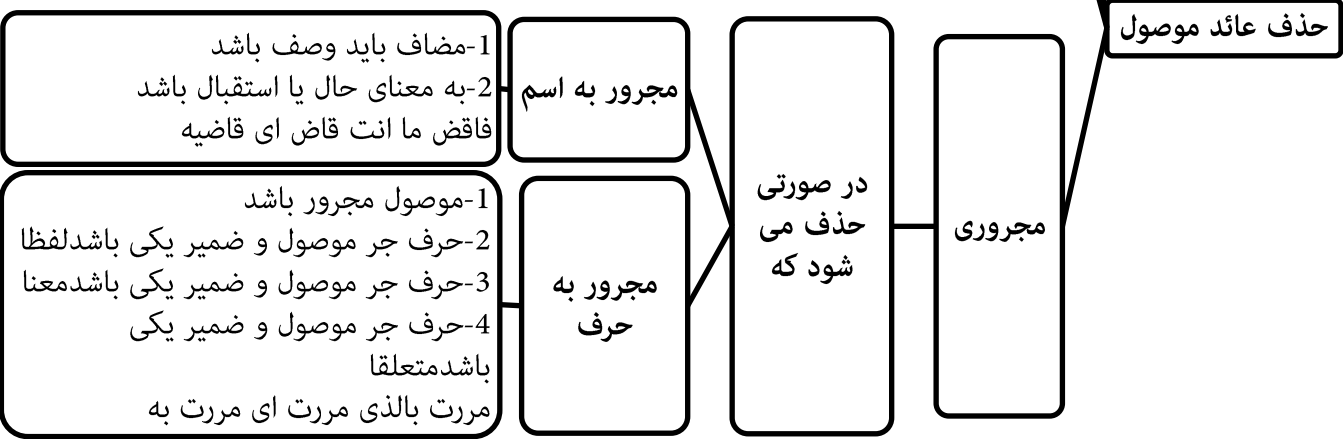 حذف عائد موصول
مجروری
در صورتی
حذف می
شود که
مجرور به اسم
1-مضاف باید وصف باشد
2-به معنای حال یا استقبال باشد
فاقض ما انت قاض ای قاضیه
مجرور به
حرف
1-موصول مجرور باشد
2-حرف جر موصول و ضمیر یکی باشدلفظا
3-حرف جر موصول و ضمیر یکی باشدمعنا
4-حرف جر موصول و ضمیر یکی
باشدمتعلقا
مررت بالذی مررت ای مررت به